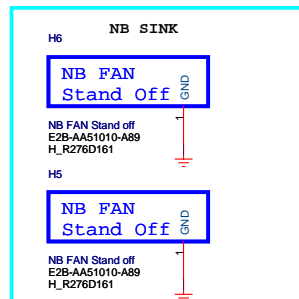 NB SINK
H6
NB FAN
Stand Off
GND
1
NB FAN Stand off
E2B-AA51010-A89
H_R276D161
H5
NB FAN
Stand Off
GND
1
NB FAN Stand off
E2B-AA51010-A89
H_R276D161